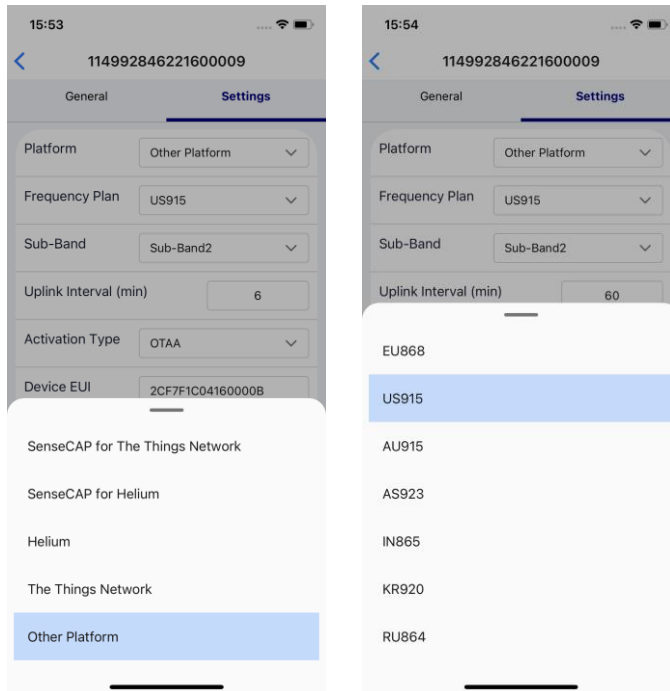 15:53
114992846221600009
General Settings
Platform Other Platform
Frequency Plan US915
Sub-Band Sub-Band2
Uplink Interval (min) 6
Activation Type OTAA
Device EUI 2CF7F1C04160000B
SenseCAP for The Things Network
SenseCAP for Helium
Helium
The Things Network
Other Platform
15:54
114992846221600009
General Settings
Platform Other Platform
Frequency Plan US915
Sub-Band Sub-Band2
Uplink Interval (min) 60
EU868
US915
AU915
AS923
IN865
KR920
RU864